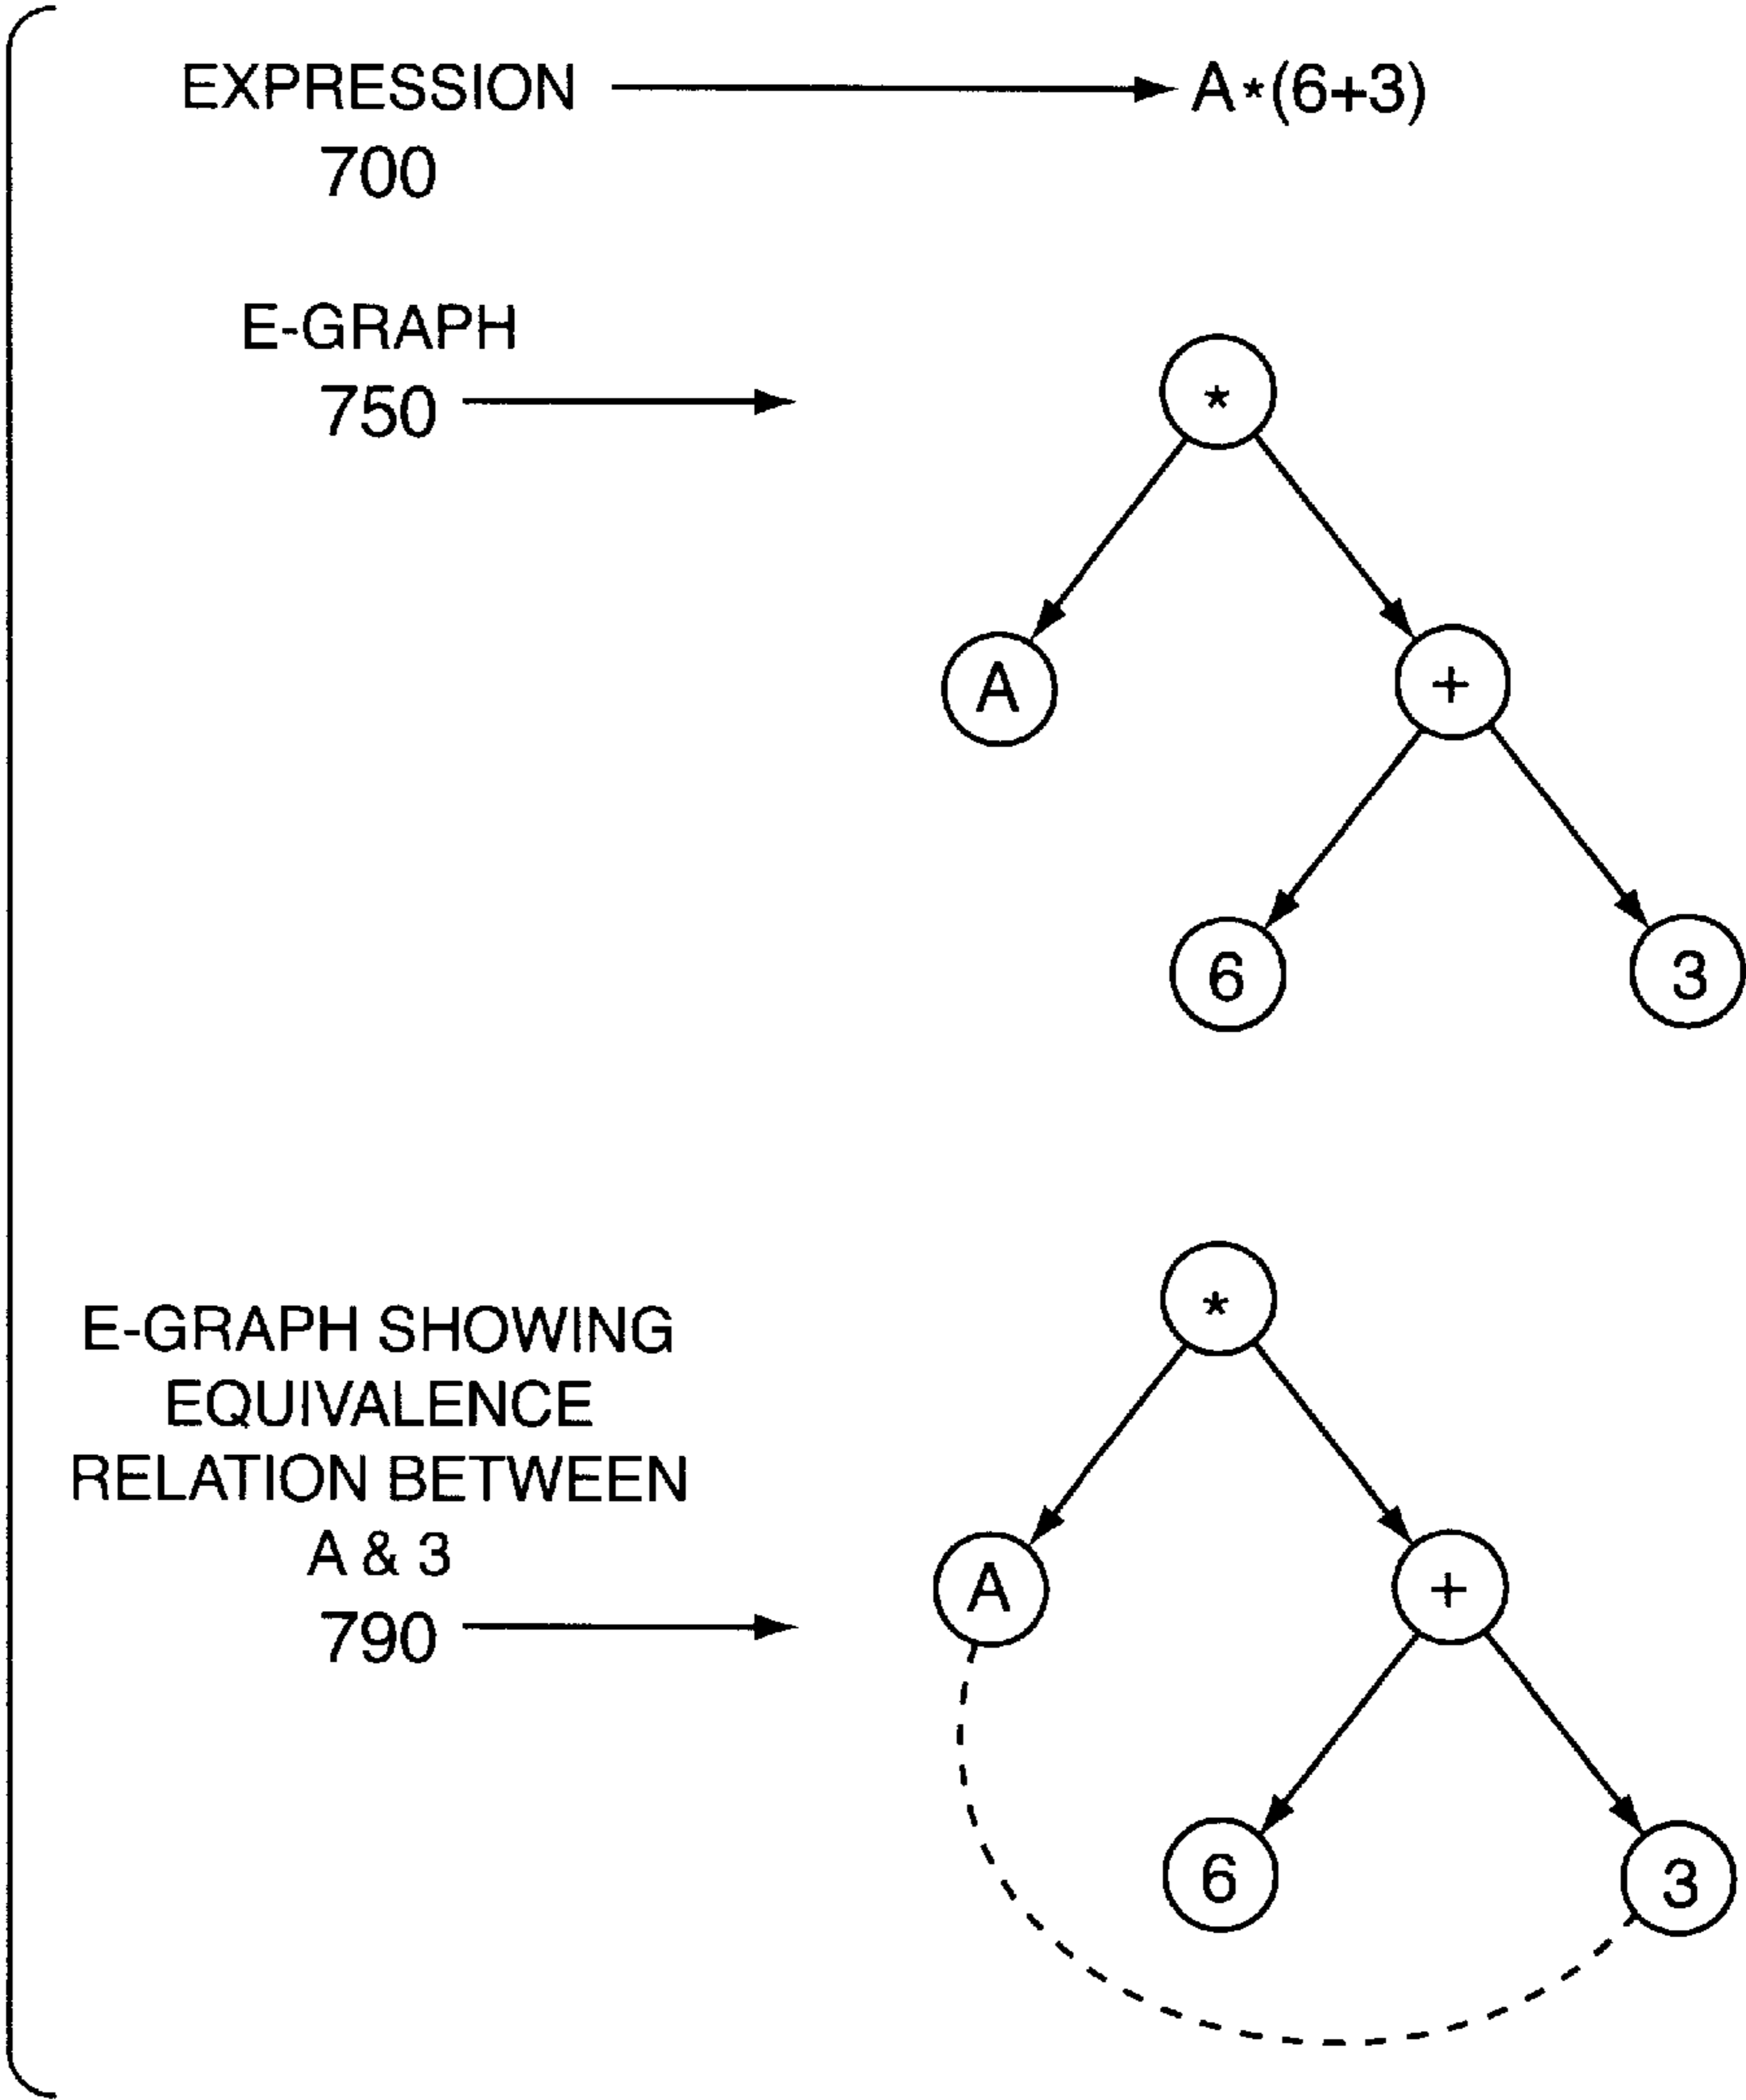 EXPRESSION A*(6+3)
700
E-GRAPH
750
*
A +
6 3
E-GRAPH SHOWING
EQUIVALENCE
RELATION BETWEEN
A & 3
790
*
A +
6 3